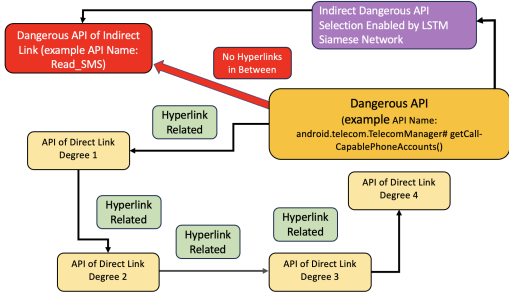 Dangerous API of Indirect
Link (example API Name:
Read_SMS)
Indirect Dangerous API
Selection Enabled by LSTM
Siamese Network
No Hyperlinks
in Between
Dangerous API
(example API Name:
android.telecom.TelecomManager# getCall-
CapablePhoneAccounts()
Hyperlink
Related
API of Direct Link
Degree 1
API of Direct Link
Degree 4
Hyperlink
Related
Hyperlink
Related
Hyperlink
Related
API of Direct Link
Degree 2
API of Direct Link
Degree 3